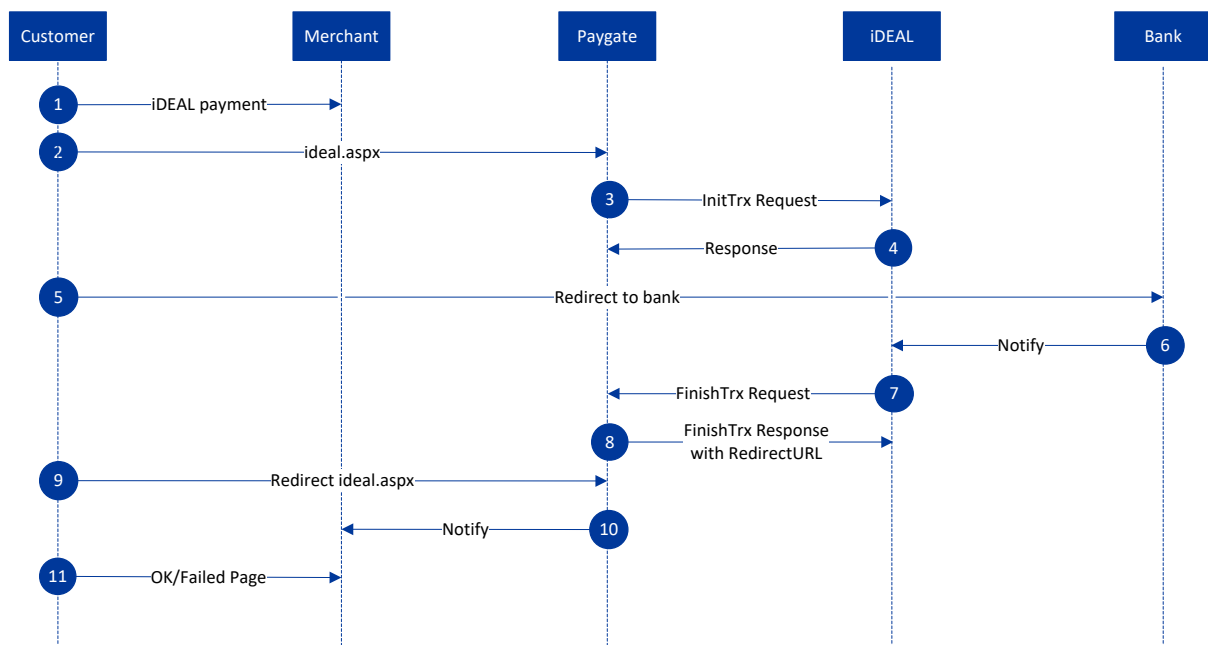 Customer
Merchant
Paygate
iDEAL
Bank
1
iDEAL payment
2
ideal.aspx
3
InitTrx Request
Response
4
5
Redirect to bank
Notify
6
FinishTrx Request
7
8
FinishTrx Response
with RedirectURL
9
Redirect ideal.aspx
Notify
10
11
OK/Failed Page